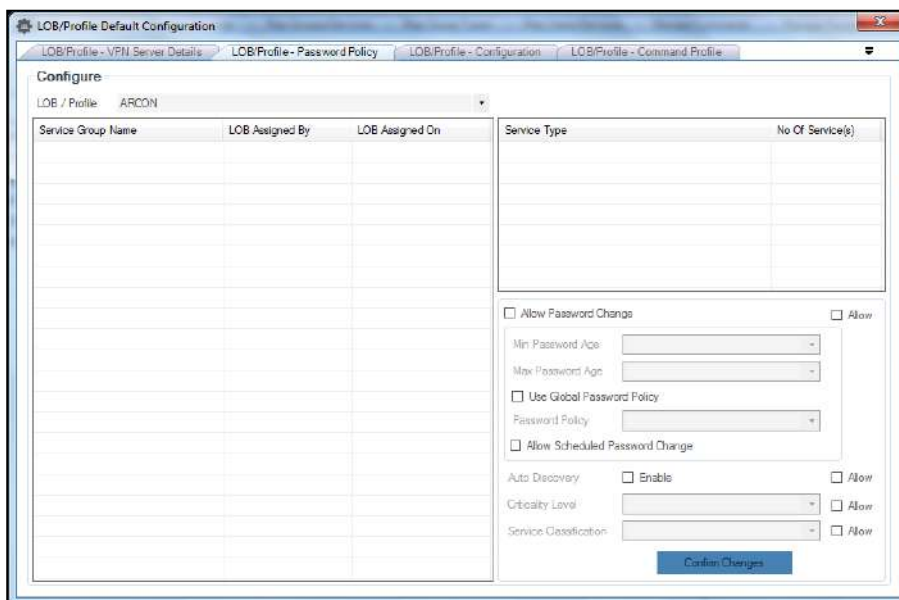 LOB/Profile Default Configuration
LOB/Profile - VPN Server Details
LOB/Profile - Password Policy
LOB/Profile - Configuration
LOB/Profile - Command Profile
Configure
LOB / Profile ARCON
Service Group Name LOB Assigned By LOB Assigned On
Service Type No Of Service(s)
Allow Password Change Allow
Min Password Age
Max Password Age
Use Global Password Policy
Password Policy
Allow Scheduled Password Change
Auto Discovery Enable Allow
Criticality Level Allow
Service Classification Allow
Confirm Changes